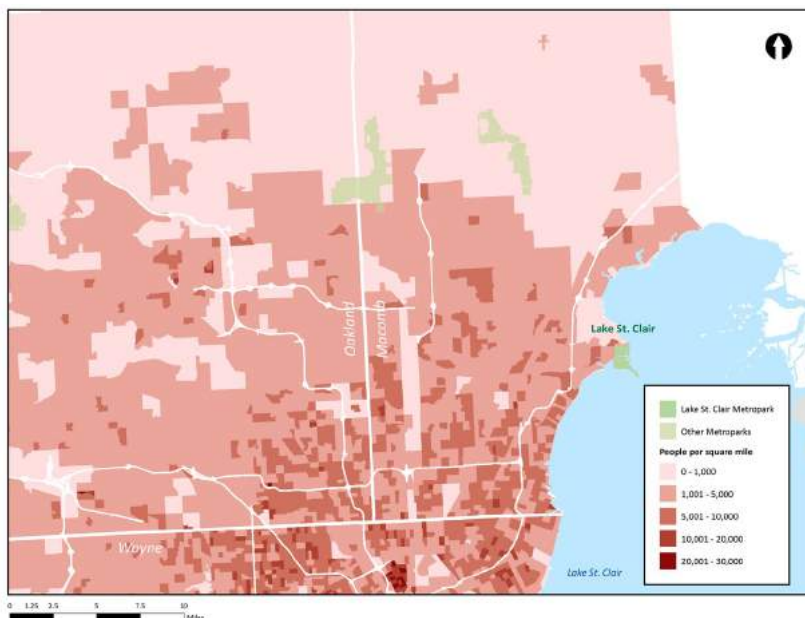 Oakland
Macomb
Lake St. Clair
Wayne
Lake St. Clair
Lake St. Clair Metropark
Other Metroparks
People per square mile
0 - 1,000
1,001 - 5,000
5,001 - 10,000
10,001 - 20,000
20,001 - 30,000
0 1.25 2.5 5 7.5 10
Miles